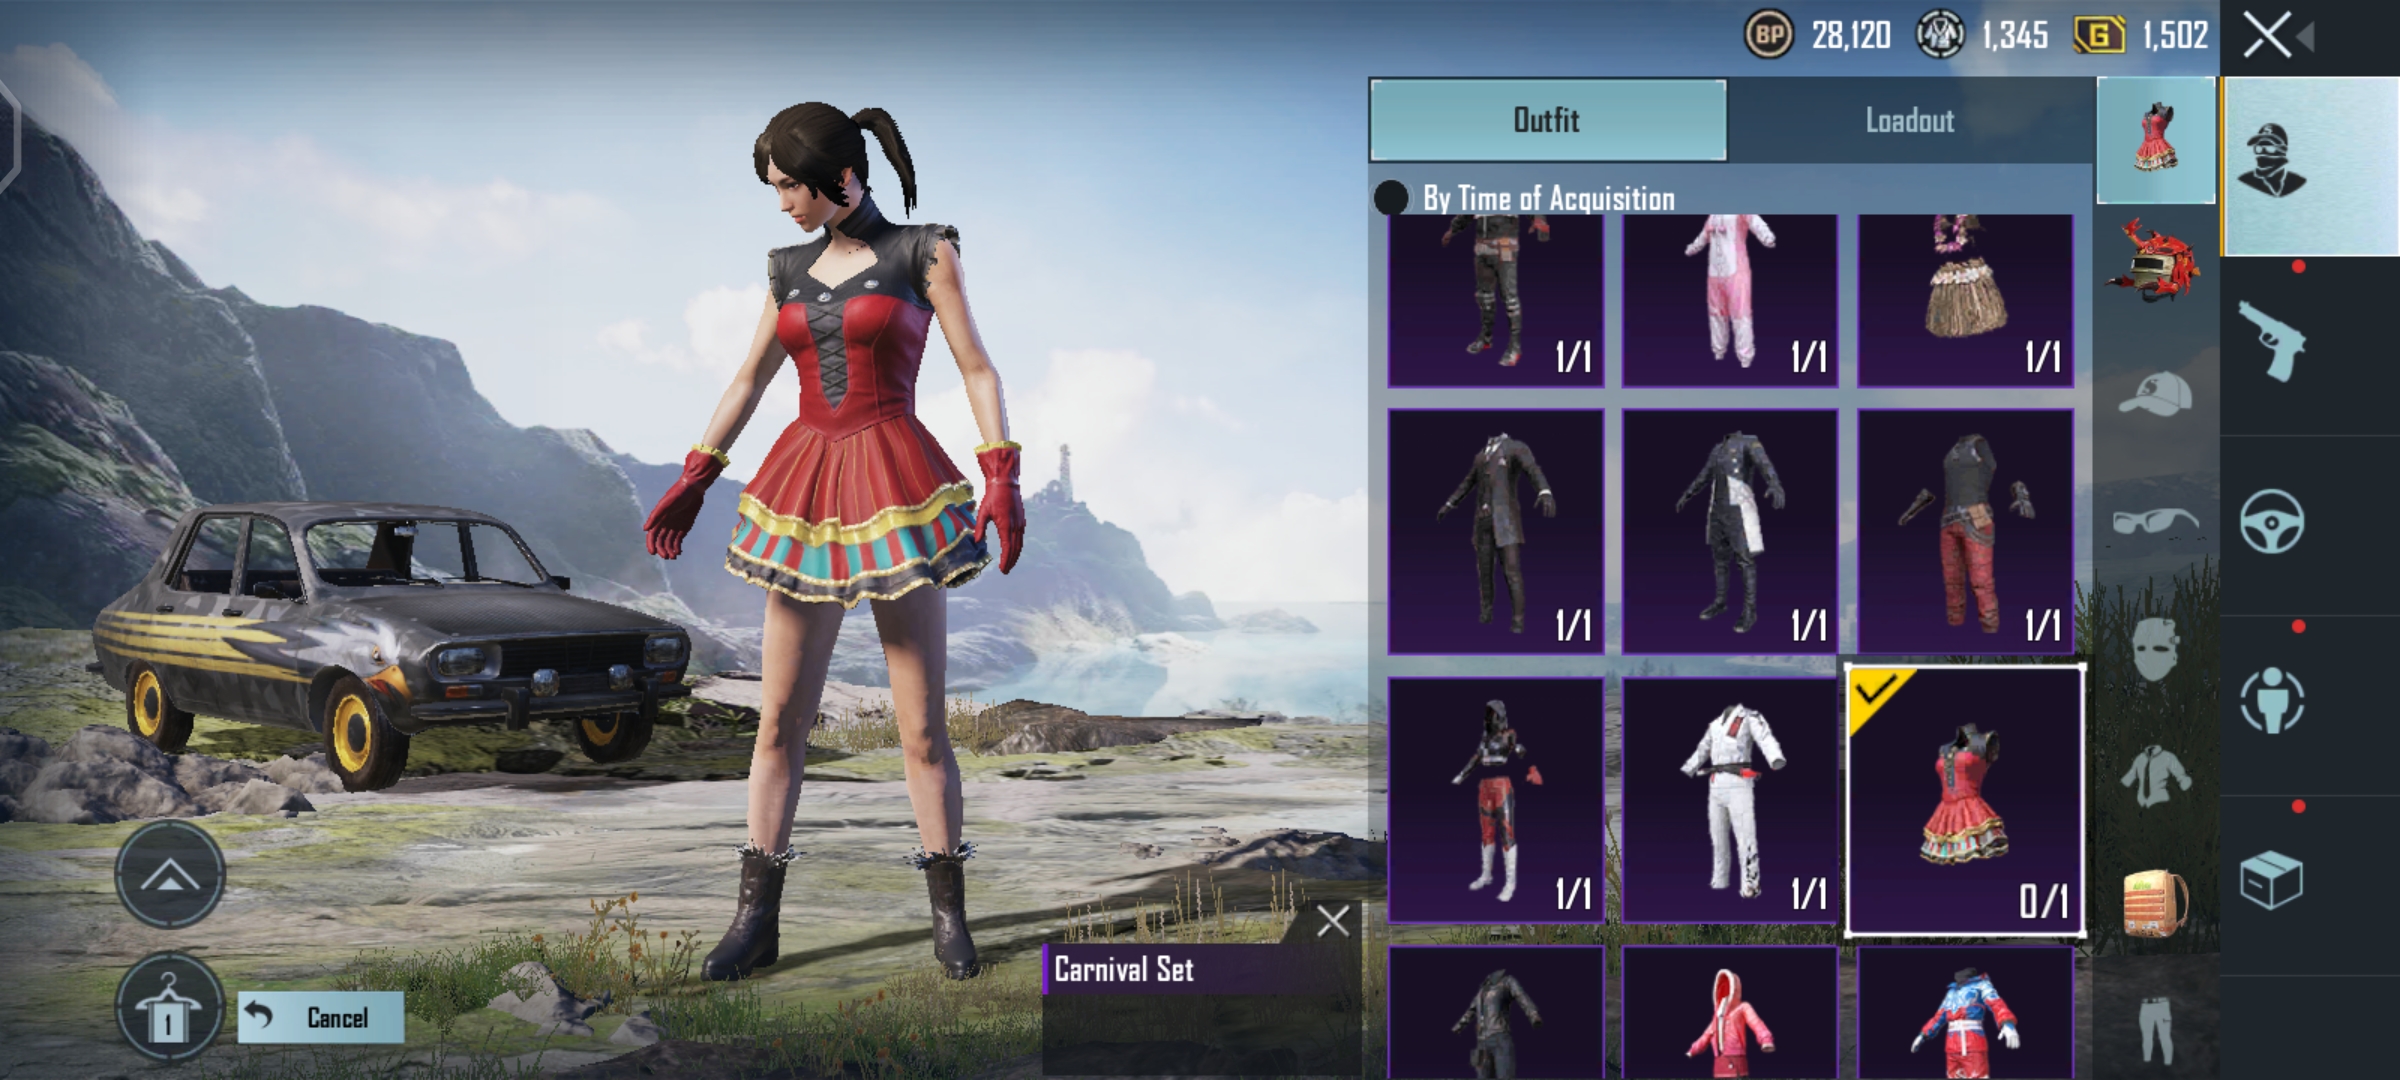 BP 28,120 1,345 G 1,502
Outfit Loadout
By Time of Acquisition
1/1 1/1 1/1
1/1 1/1 1/1
1/1 1/1 0/1
Carnival Set
1 Cancel